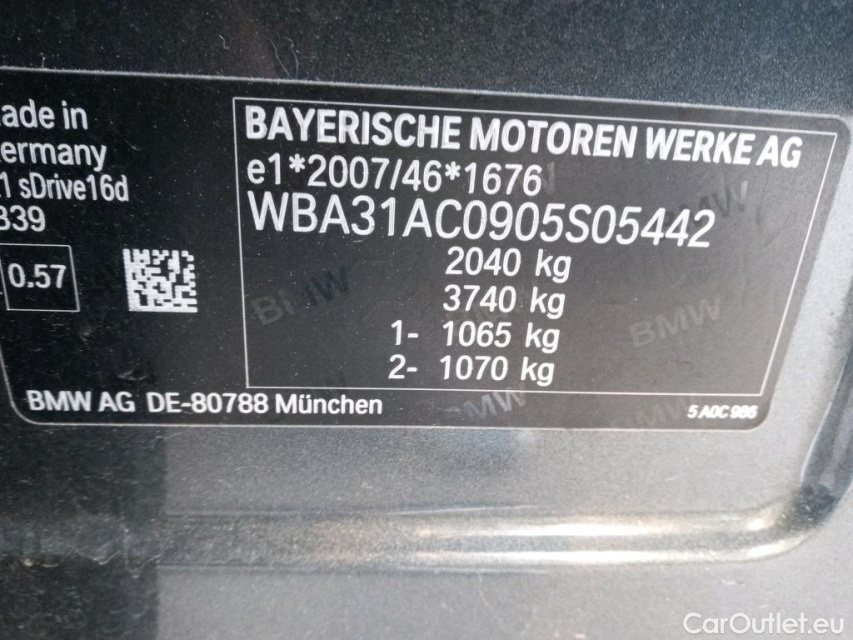 ade in
ermany
1 sDrive16d
B39
0.57
BAYERISCHE MOTOREN WERKE AG
e1*2007/46*1676
WBA31AC0905S05442
2040 kg
3740 kg
1- 1065 kg
2- 1070 kg
BMW AG DE-80788 München
5 A0C 986
BMW
BMW
BMW
BMW
CarOutlet.eu